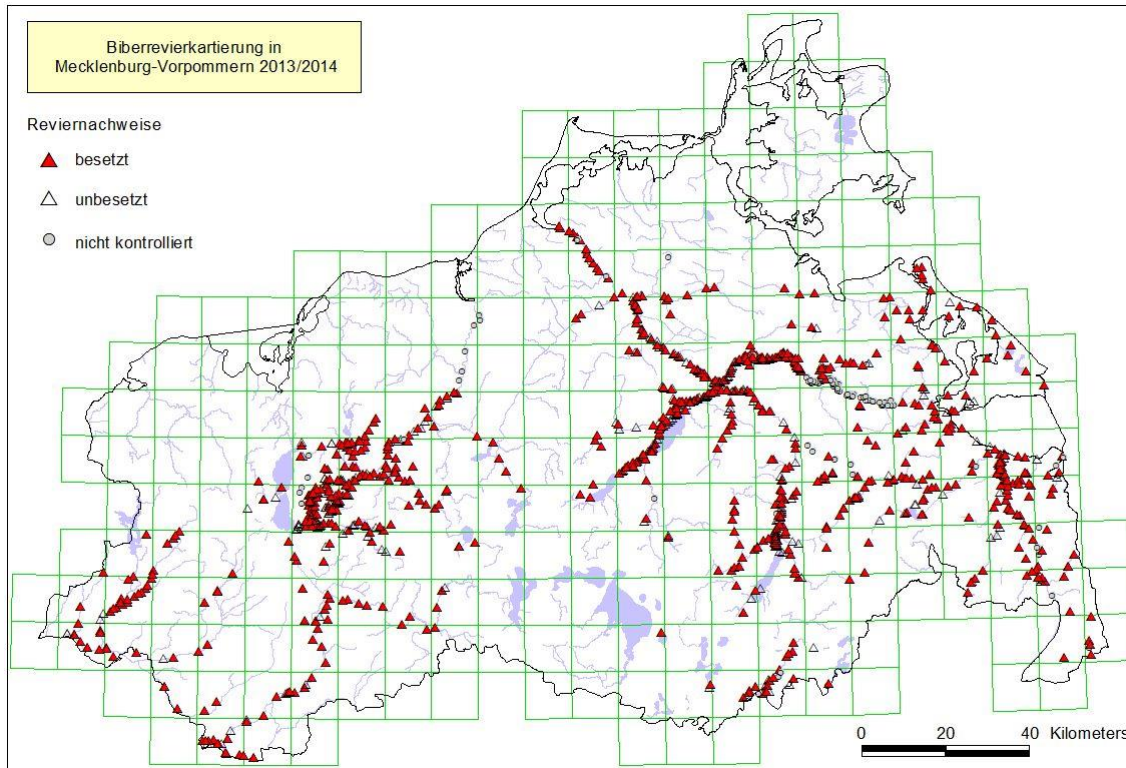 Biberrevierkartierung in
Mecklenburg-Vorpommern 2013/2014
Reviernachweise
besetzt
unbesetzt
nicht kontrolliert
0 20 40 Kilometers